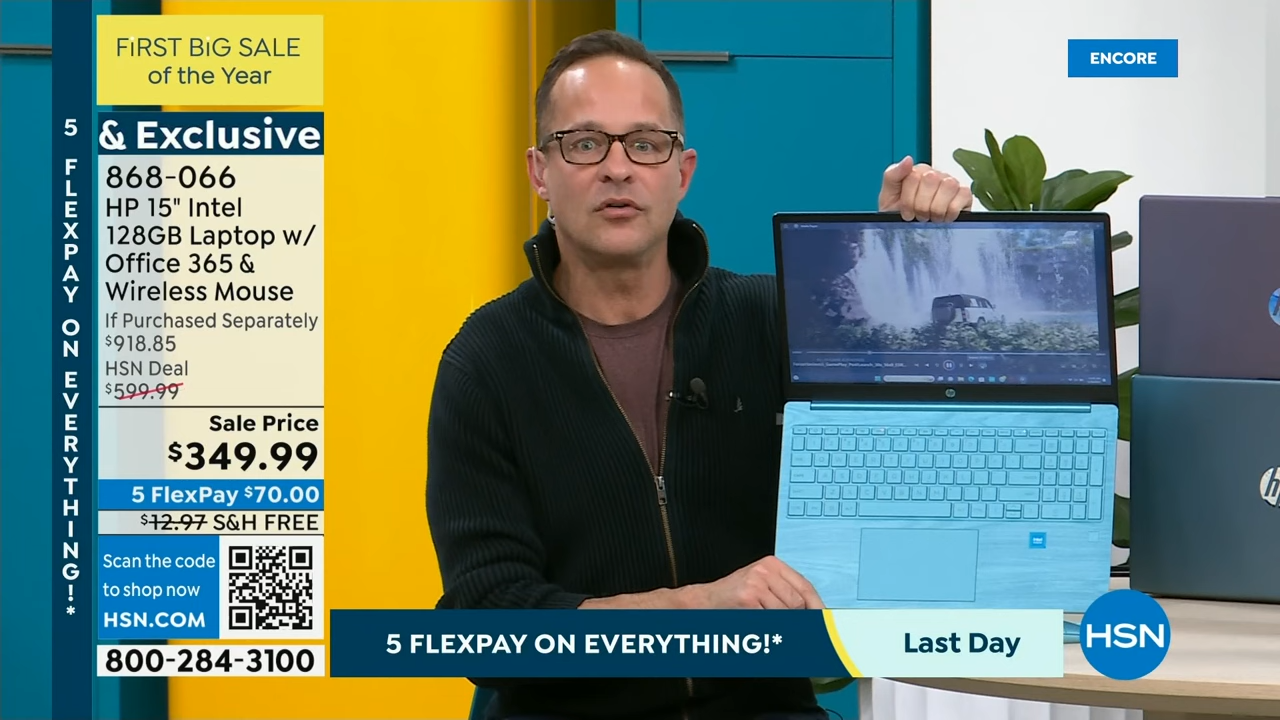 FiRST BiG SALE
of the Year
& Exclusive
868-066
HP 15" Intel
128GB Laptop w/
Office 365 &
Wireless Mouse
If Purchased Separately
$918.85
HSN Deal
$599.99
Sale Price
$349.99
5 FlexPay $70.00
$12.97 S&H FREE
Scan the code
to shop now
HSN.COM
800-284-3100
5 FLEXPAY ON EVERYTHING!*
ENCORE
hp
5 FLEXPAY ON EVERYTHING!*
Last Day
HSN